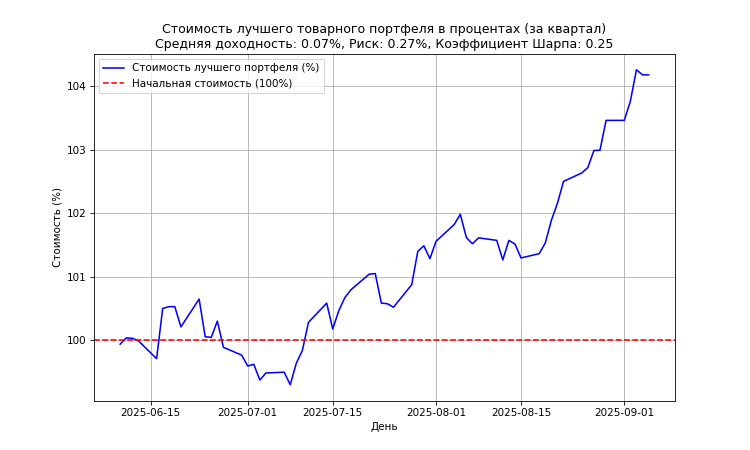 Стоимость лучшего товарного портфеля в процентах (за квартал)
Средняя доходность: 0.07%, Риск: 0.27%, Коэффициент Шарпа: 0.25
Стоимость лучшего портфеля (%)
Начальная стоимость (100%)
Стоимость (%)
104
103
102
101
100
2025-06-15
2025-07-01
2025-07-15
2025-08-01
2025-08-15
2025-09-01
День